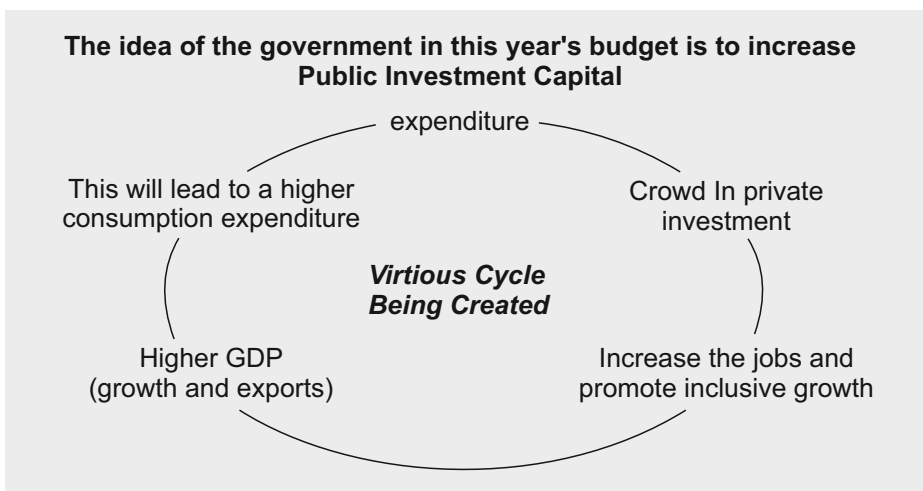 The idea of the government in this year's budget is to increase
Public Investment Capital
expenditure
This will lead to a higher
consumption expenditure
Crowd In private
investment
Virtious Cycle
Being Created
Higher GDP
(growth and exports)
Increase the jobs and
promote inclusive growth